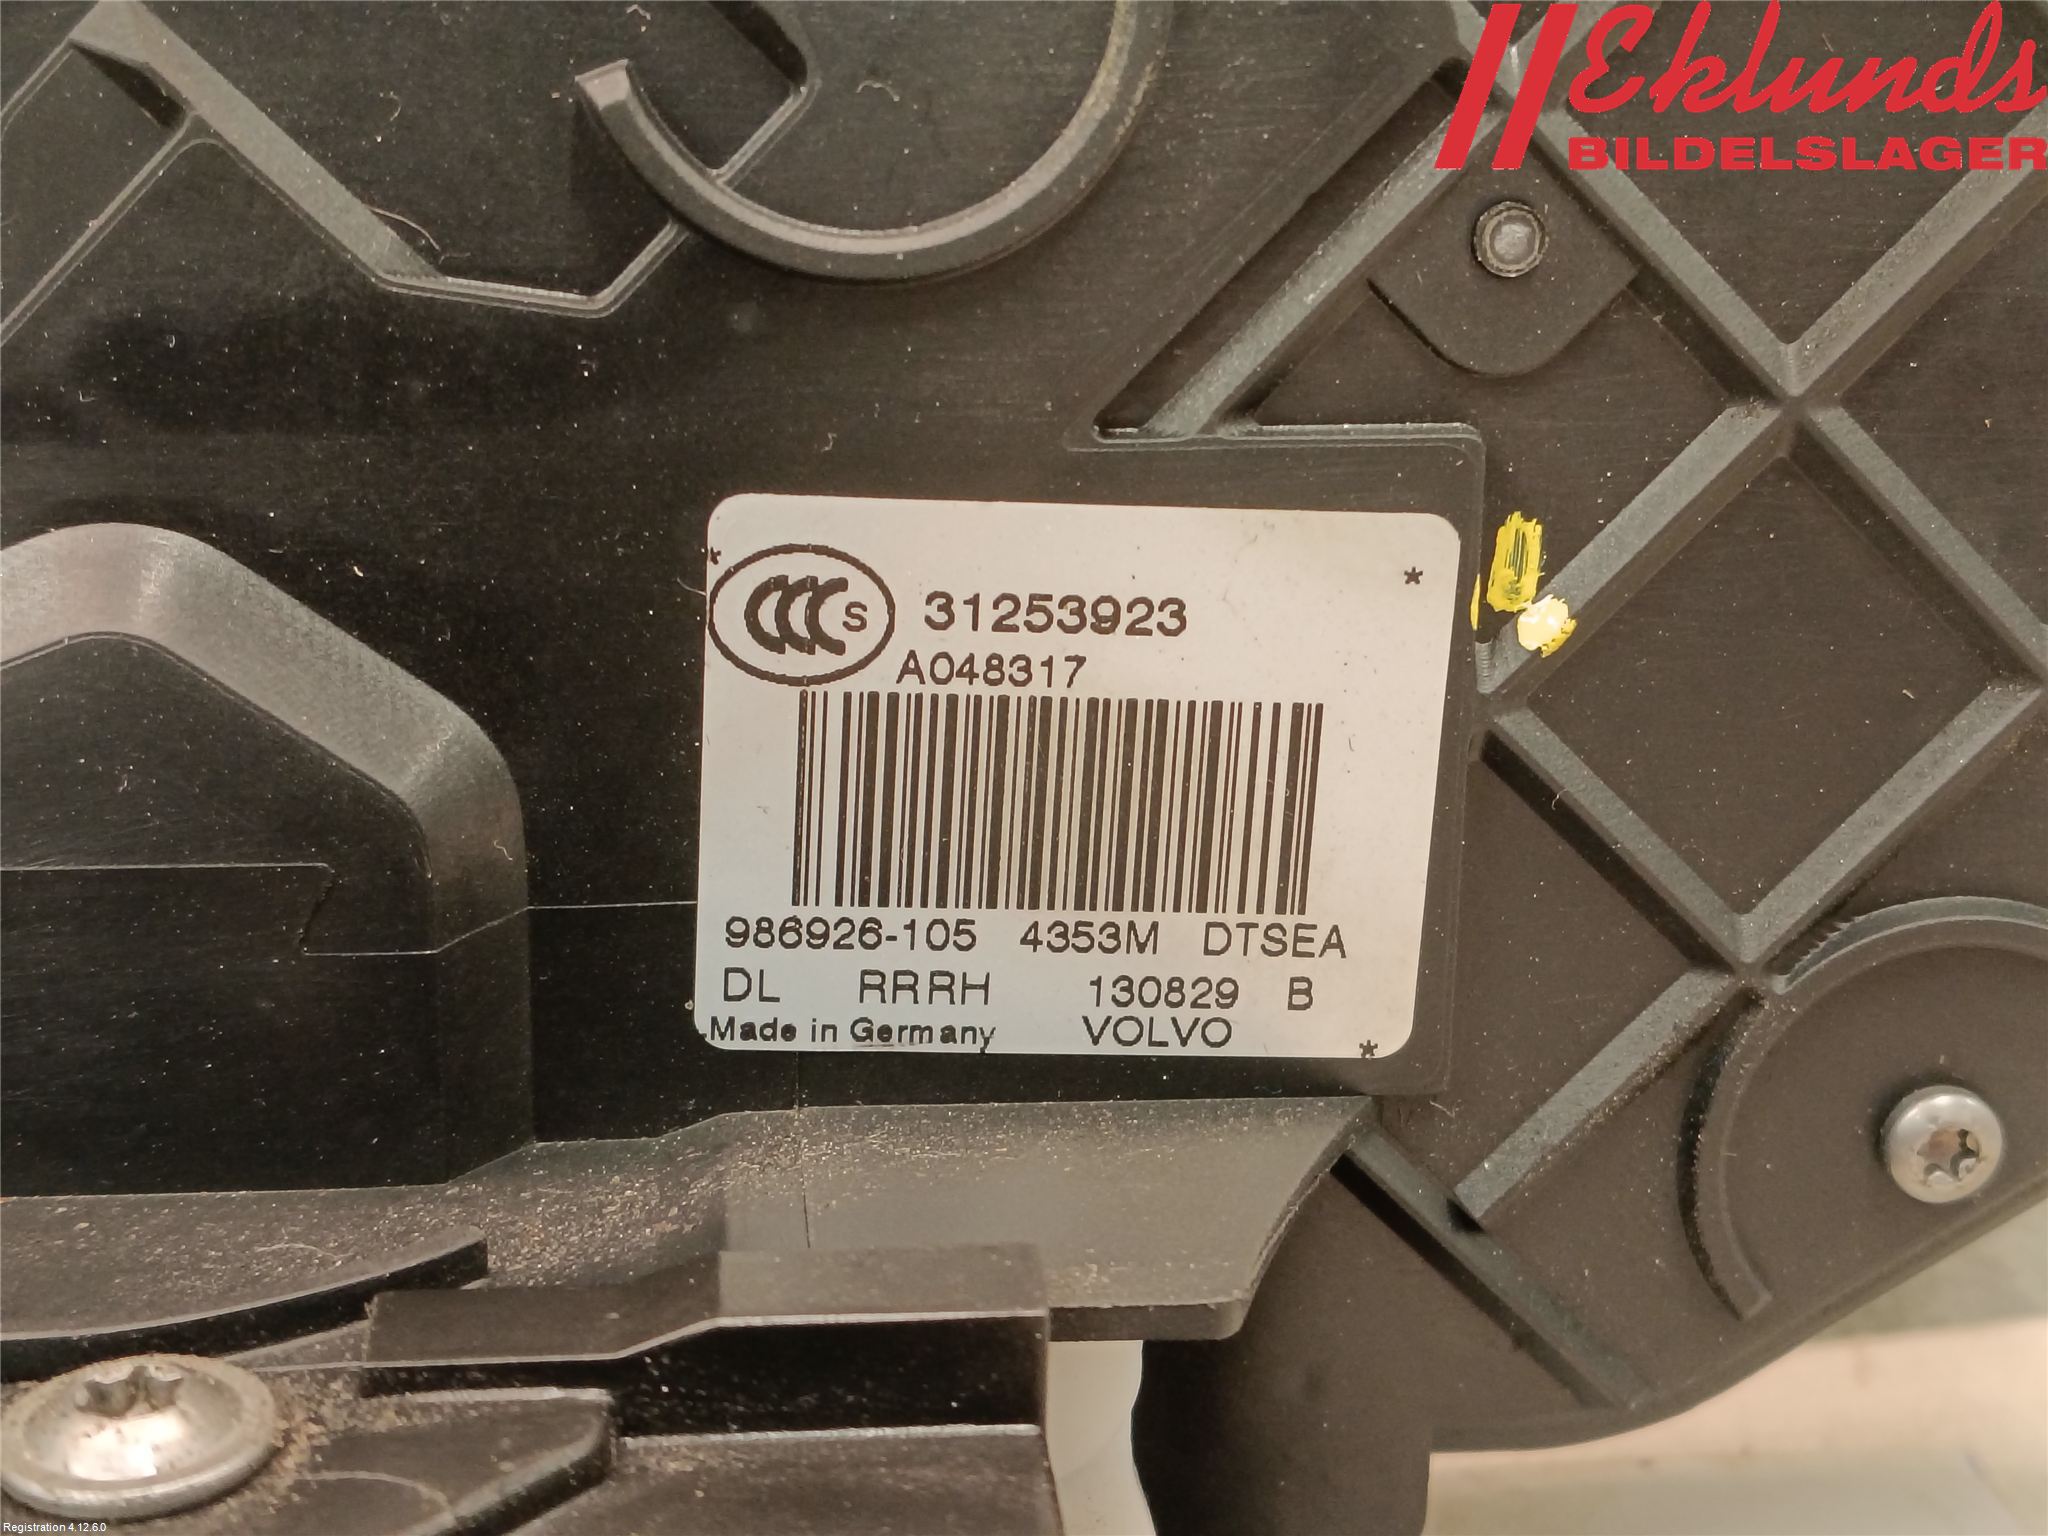 Eklunds
BILDELSLAGER
* *
CCC S 31253923
A048317
986926-105 4353M DTSEA
DL RRRH 130829 B
Made in Germany VOLVO
*
Registration 4.12.6.0